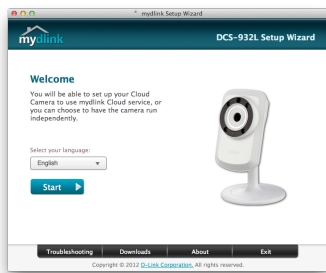 mydlink Setup Wizard
mydlink
DCS-932L Setup Wizard
Welcome
You will be able to set up your Cloud
Camera to use mydlink Cloud service, or
you can choose to have the camera run
independently.
Select your language:
English
Start
Troubleshooting Downloads About Exit
Copyright © 2012 D-Link Corporation. All rights reserved.